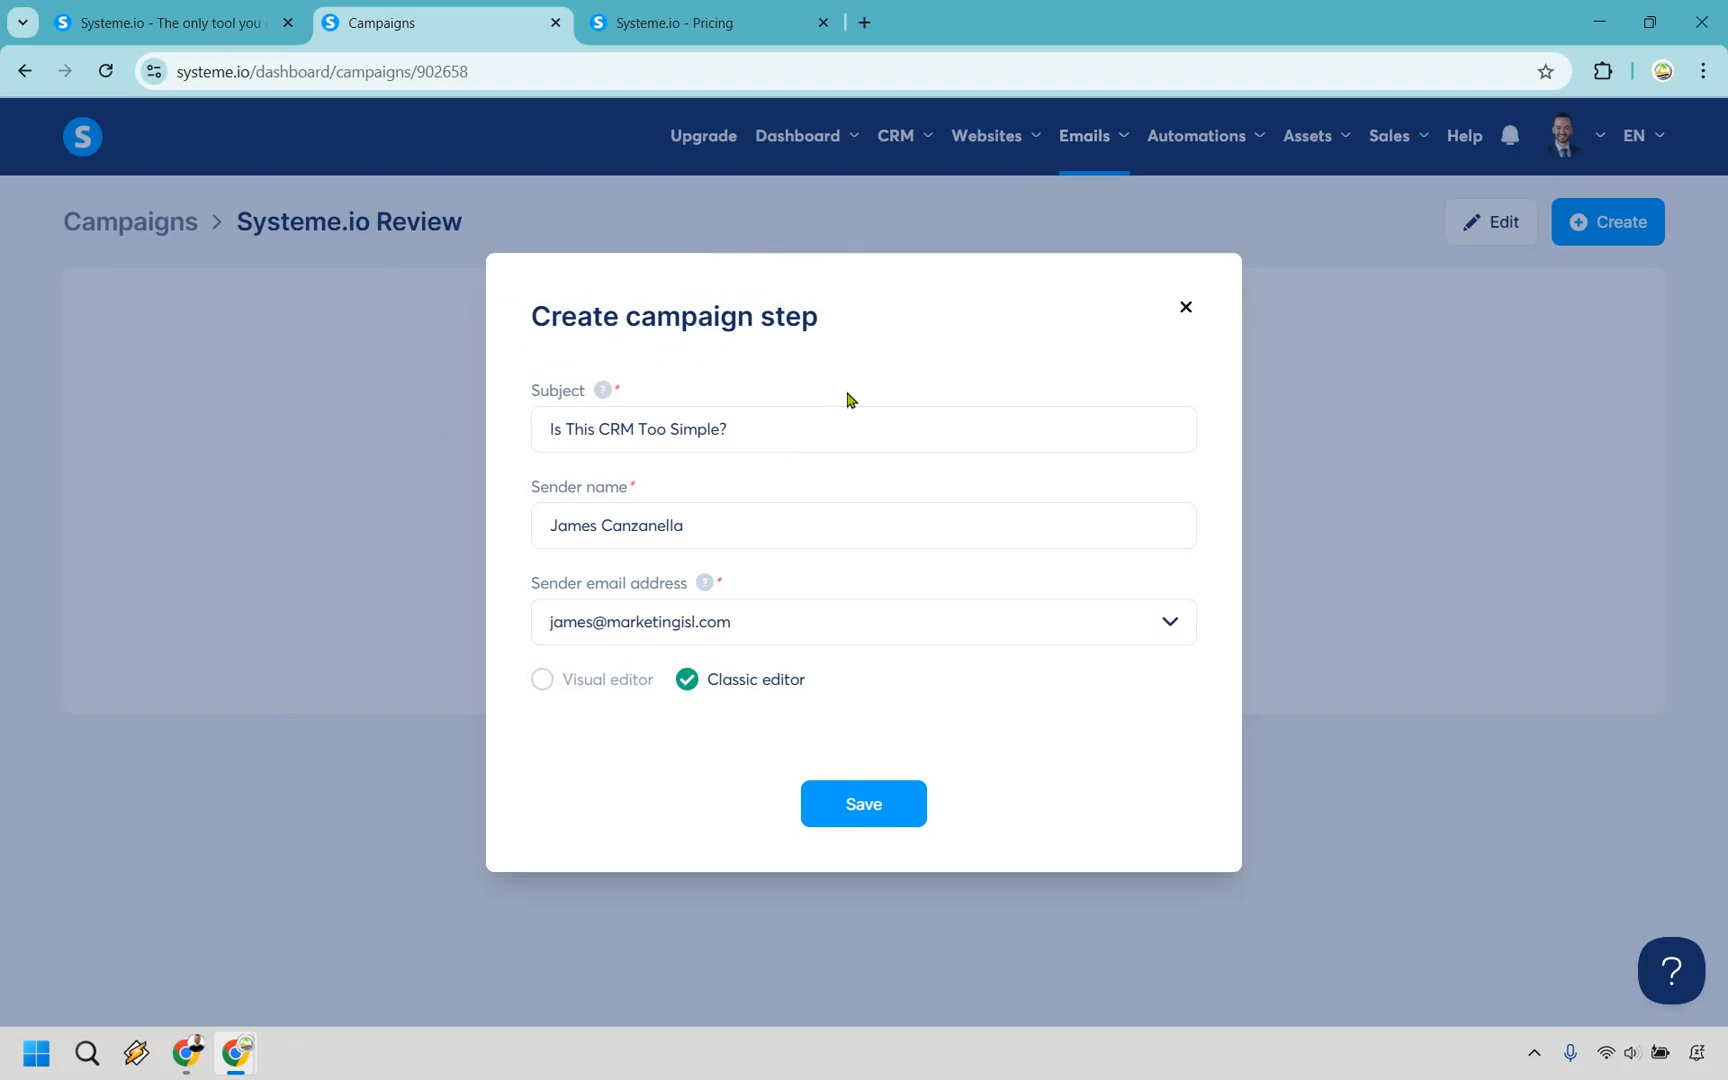 Systeme.io - The only tool you
Campaigns
Systeme.io - Pricing
systeme.io/dashboard/campaigns/902658
S
Upgrade
Dashboard
CRM
Websites
Emails
Automations
Assets
Sales
Help
EN
Campaigns > Systeme.io Review
Edit
Create
Create campaign step
Subject ? *
Is This CRM Too Simple?
Sender name *
James Canzanella
Sender email address ? *
james@marketingisl.com
Visual editor
Classic editor
Save
?